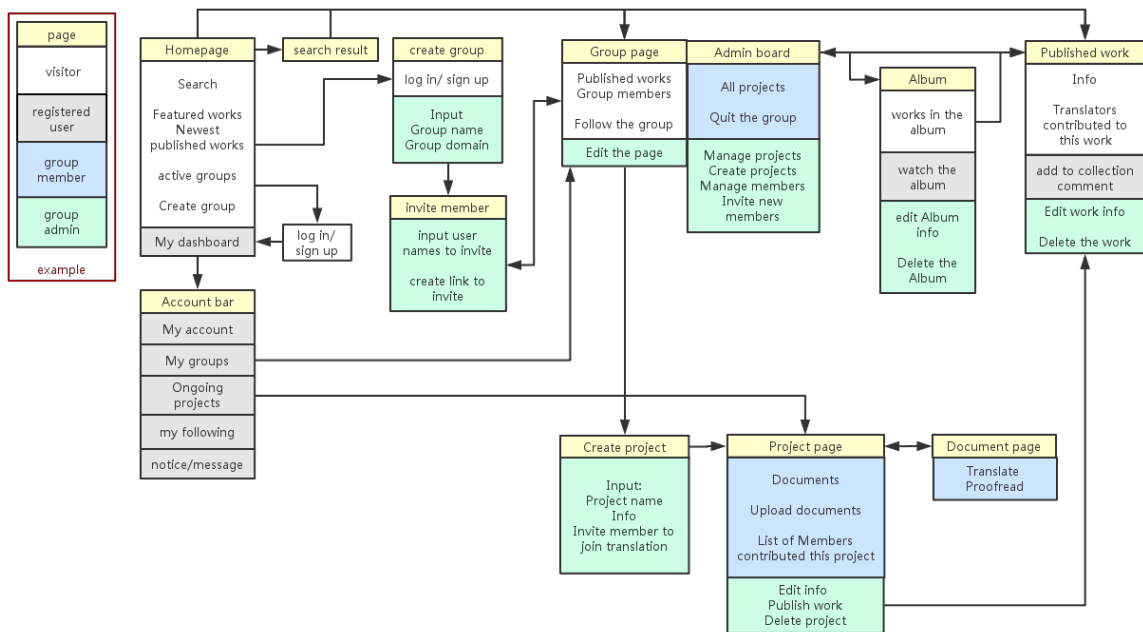 page
visitor
registered
user
group
member
group
admin
example
Homepage
Search
Featured works
Newest
published works
active groups
Create group
My dashboard
search result
log in/
sign up
create group
log in/ sign up
Input
Group name
Group domain
invite member
input user
names to invite
create link to
invite
Group page
Published works
Group members
Follow the group
Edit the page
Admin board
All projects
Quit the group
Manage projects
Create projects
Manage members
Invite new
members
Album
works in the
album
watch the
album
edit Album
info
Delete the
Album
Published work
Info
Translators
contributed to
this work
add to collection
comment
Edit work info
Delete the work
Account bar
My account
My groups
Ongoing
projects
my following
notice/message
Create project
Input:
Project name
Info
Invite member to
join translation
Project page
Documents
Upload documents
List of Members
contributed this project
Edit info
Publish work
Delete project
Document page
Translate
Proofread